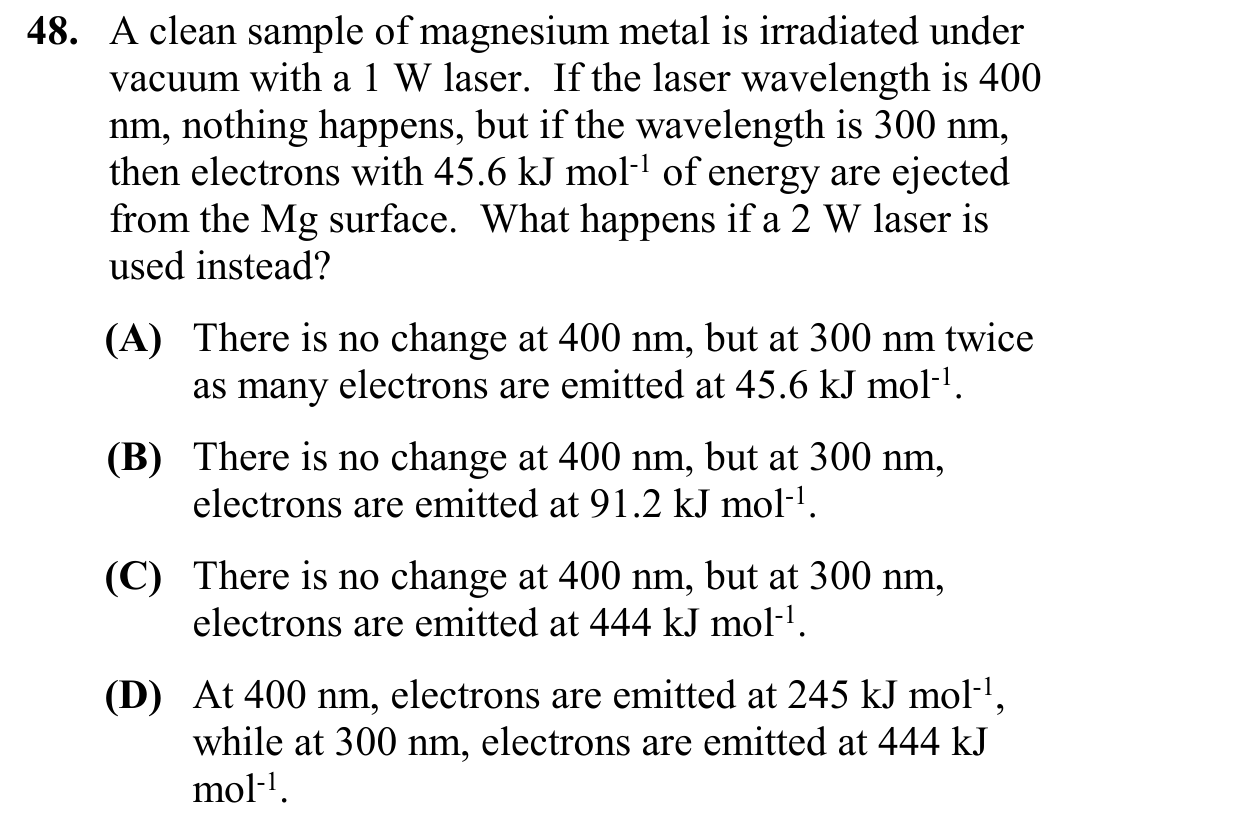 48. A clean sample of magnesium metal is irradiated under
vacuum with a 1 W laser. If the laser wavelength is 400
nm, nothing happens, but if the wavelength is 300 nm,
then electrons with 45.6 kJ mol⁻¹ of energy are ejected
from the Mg surface. What happens if a 2 W laser is
used instead?
(A) There is no change at 400 nm, but at 300 nm twice
as many electrons are emitted at 45.6 kJ mol⁻¹.
(B) There is no change at 400 nm, but at 300 nm,
electrons are emitted at 91.2 kJ mol⁻¹.
(C) There is no change at 400 nm, but at 300 nm,
electrons are emitted at 444 kJ mol⁻¹.
(D) At 400 nm, electrons are emitted at 245 kJ mol⁻¹,
while at 300 nm, electrons are emitted at 444 kJ
mol⁻¹.